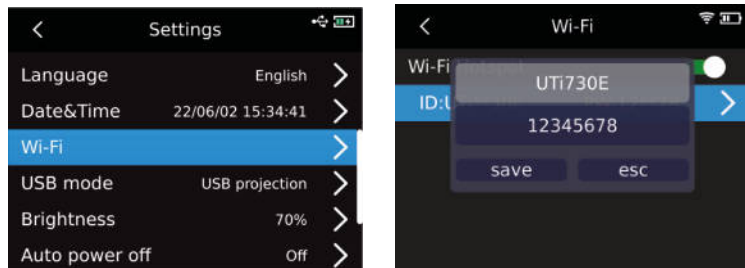 Settings
Language English
Date&Time 22/06/02 15:34:41
Wi-Fi
USB mode USB projection
Brightness 70%
Auto power off Off
Wi-Fi
Wi-Fi
UTi730E
ID:
12345678
save esc